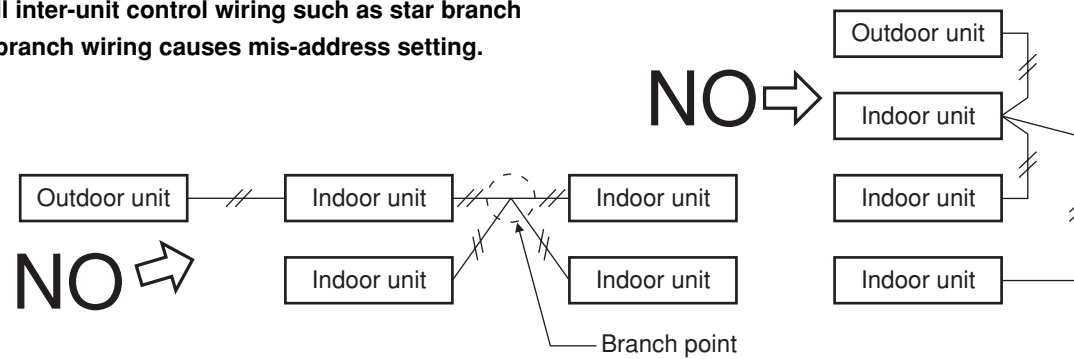 inter-unit control wiring such as star branch
branch wiring causes mis-address setting.
Outdoor unit
NO
Indoor unit
Indoor unit
Indoor unit
Outdoor unit
Indoor unit
Indoor unit
NO
Indoor unit
Indoor unit
Branch point